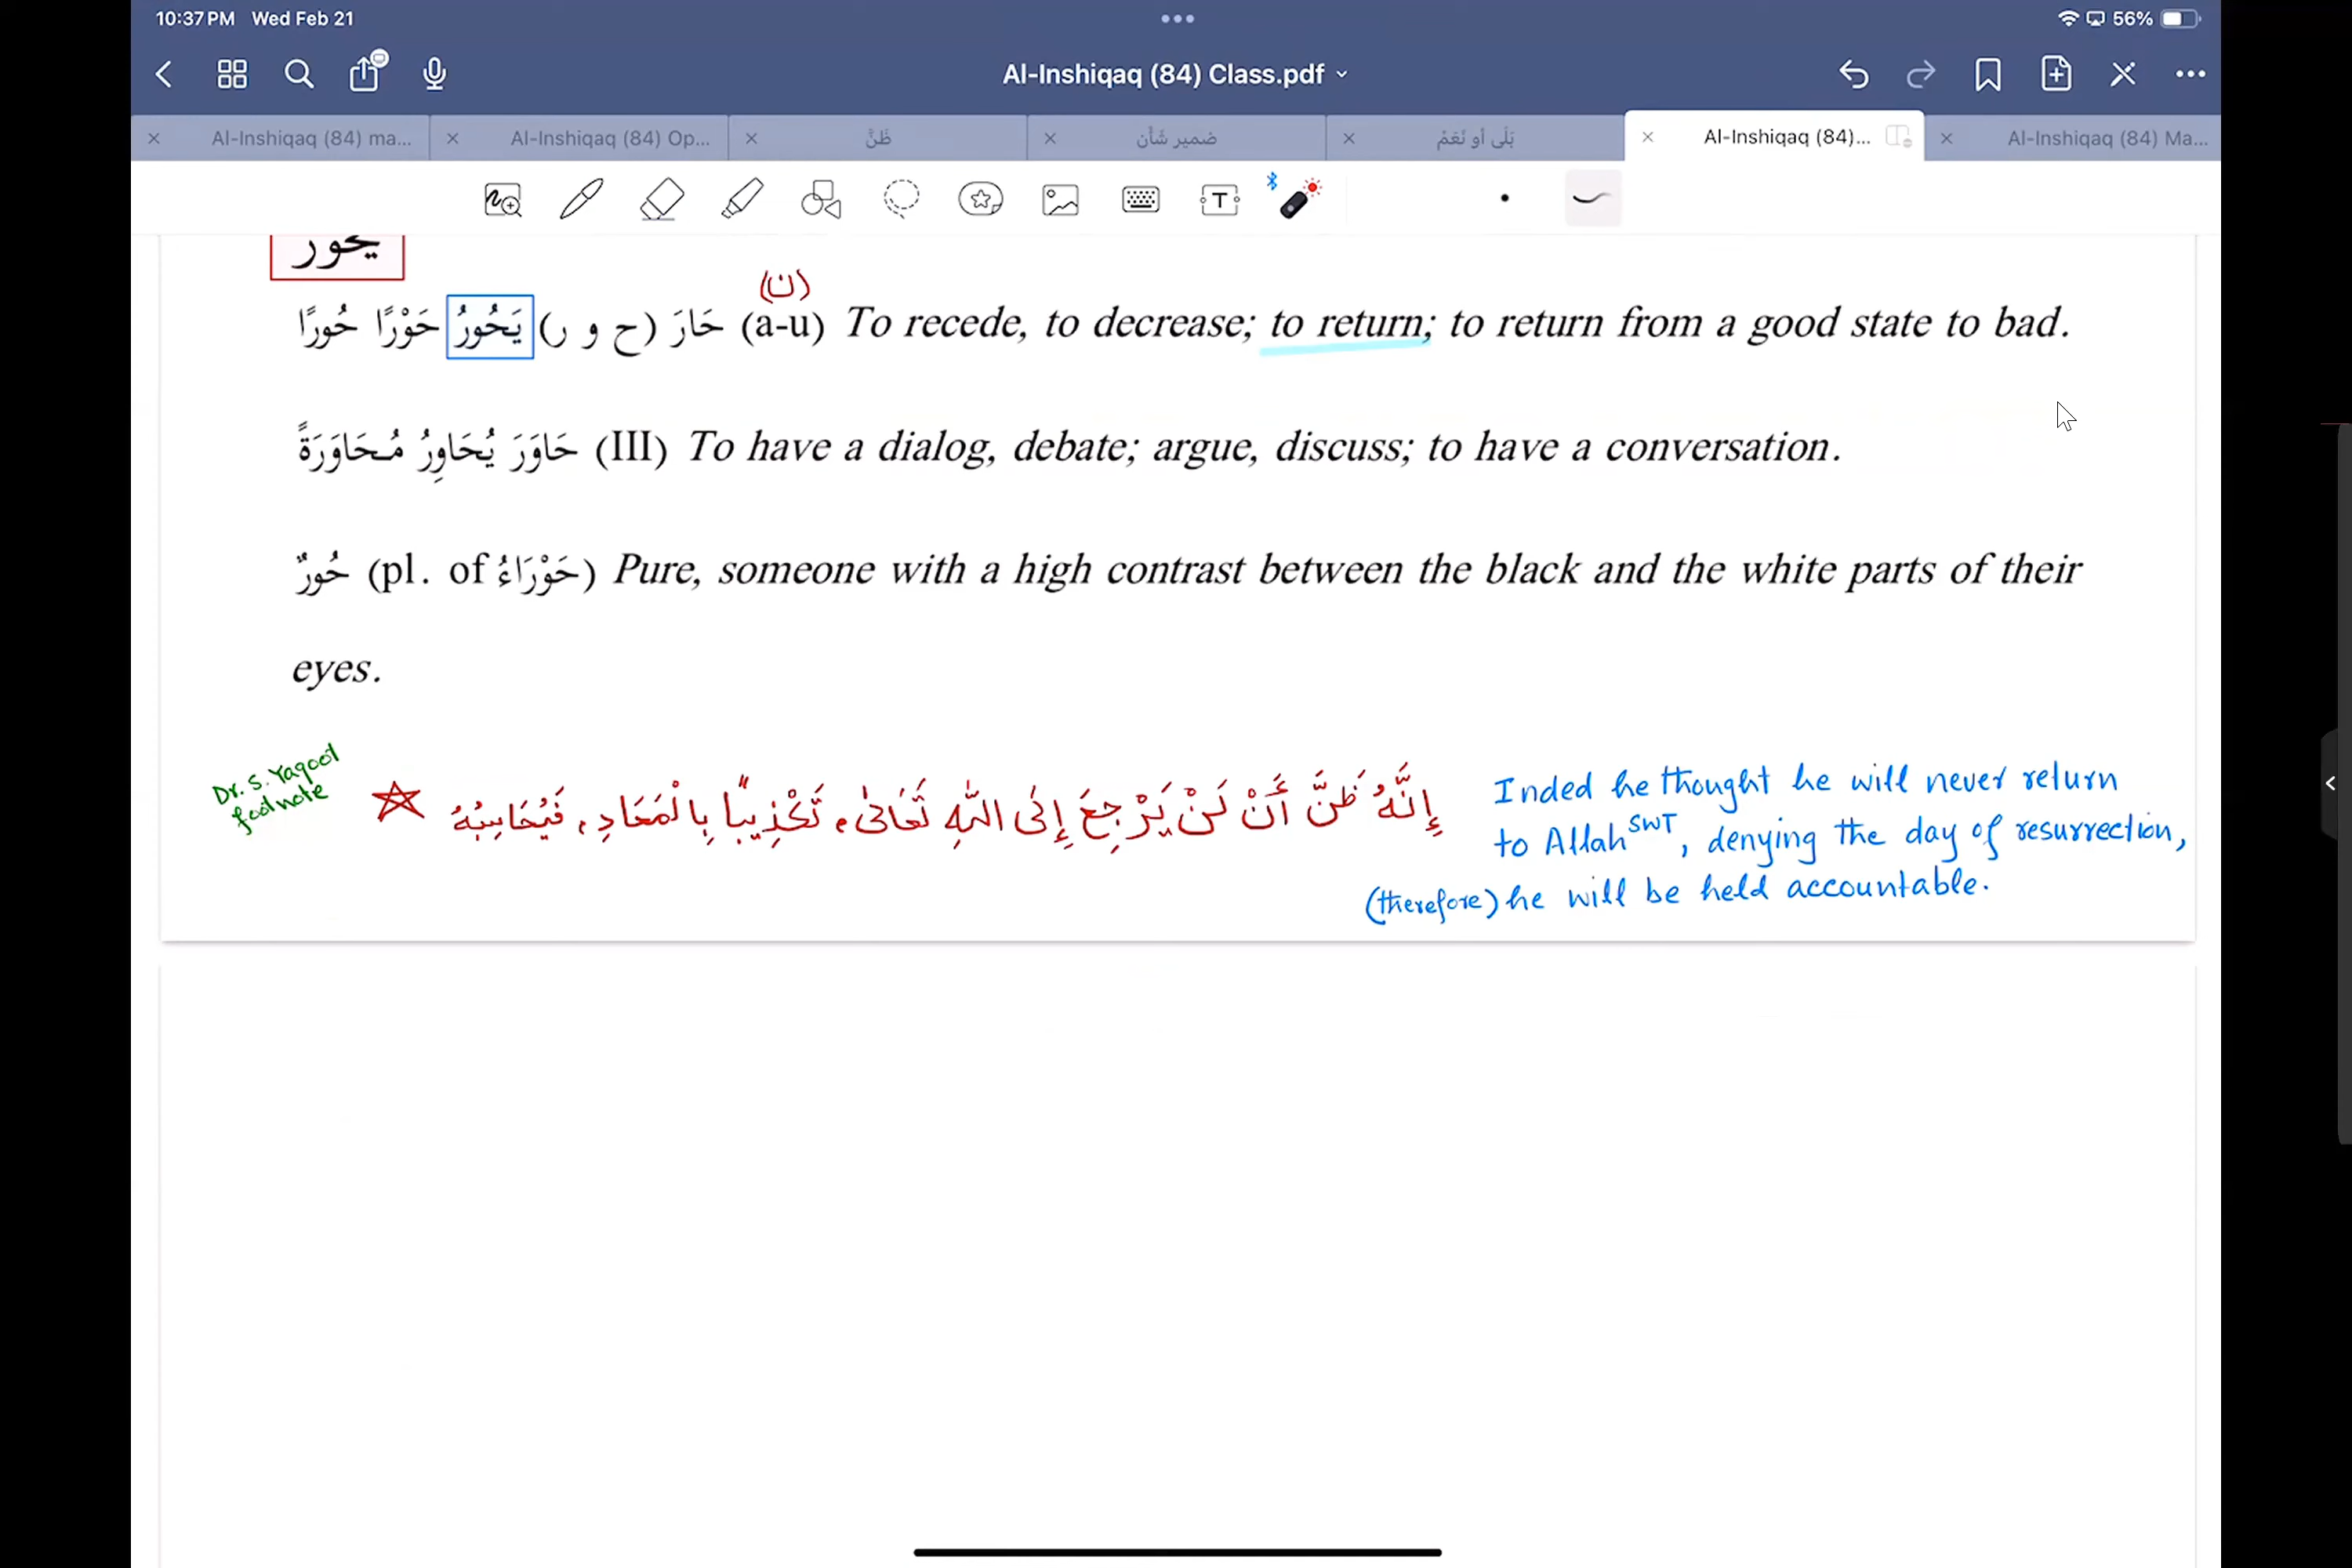 10:37 PM Wed Feb 21
56%
Al-Inshiqaq (84) Class.pdf
Al-Inshiqaq (84) ma...
Al-Inshiqaq (84) Op...
ظَنَّ
ضمير شَأْن
بَلَى أو نَعَمْ
Al-Inshiqaq (84)...
Al-Inshiqaq (84) Ma...
يحور
(ن)
حَارَ (ح و ر) يَحُورُ حَوْرًا حُورًا (a-u) To recede, to decrease; to return; to return from a good state to bad.
حَاوَرَ يُحَاوِرُ مُحَاوَرَةً (III) To have a dialog, debate; argue, discuss; to have a conversation.
حُورٌ (pl. of حَوْرَاءُ) Pure, someone with a high contrast between the black and the white parts of their
eyes.
Dr. S. Yaqool
footnote
إِنَّهُ ظَنَّ أَنْ لَنْ يَرْجِعَ إِلَى اللهِ تَعَالَى، تَكْذِيبًا بِالْمَعَادِ، فَيُحَاسِبُهُ
Inded he thought he will never return
to Allah SWT, denying the day of resurrection,
(therefore) he will be held accountable.